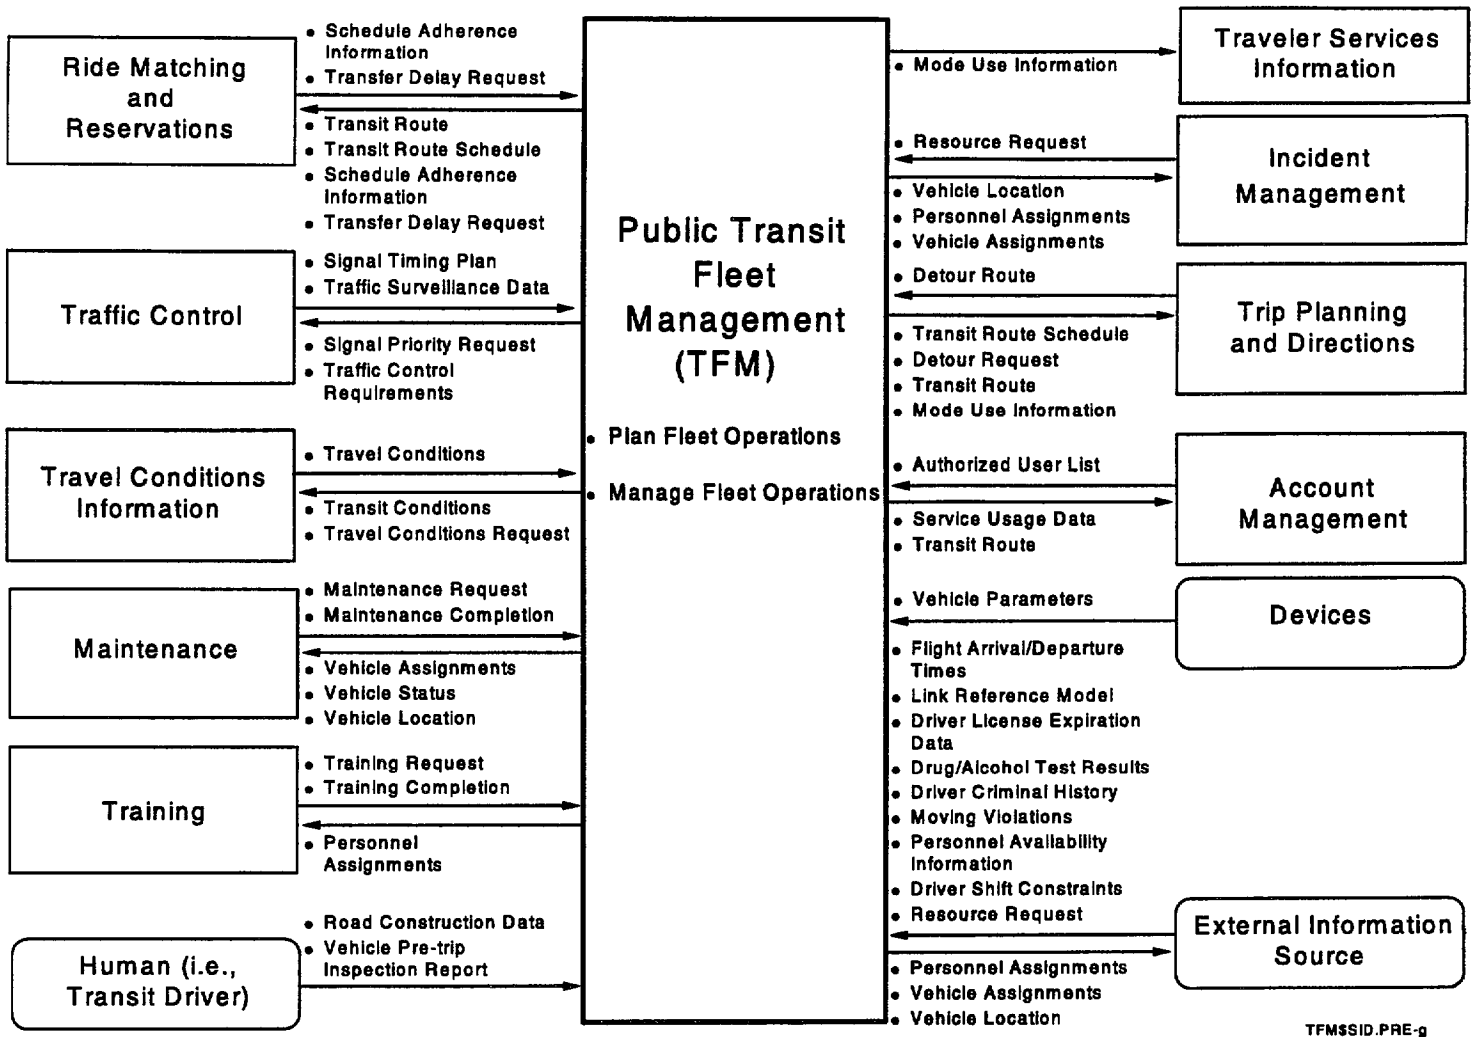 Ride Matching
and
Reservations
• Schedule Adherence
Information
• Transfer Delay Request
• Transit Route
• Transit Route Schedule
• Schedule Adherence
Information
• Transfer Delay Request
Traffic Control
• Signal Timing Plan
• Traffic Surveillance Data
• Signal Priority Request
• Traffic Control
Requirements
Travel Conditions
Information
• Travel Conditions
• Transit Conditions
• Travel Conditions Request
Maintenance
• Maintenance Request
• Maintenance Completion
• Vehicle Assignments
• Vehicle Status
• Vehicle Location
Training
• Training Request
• Training Completion
• Personnel
Assignments
Human (i.e.,
Transit Driver)
• Road Construction Data
• Vehicle Pre-trip
Inspection Report
Public Transit
Fleet
Management
(TFM)
• Plan Fleet Operations
• Manage Fleet Operations
• Mode Use Information
Traveler Services
Information
• Resource Request
• Vehicle Location
• Personnel Assignments
• Vehicle Assignments
Incident
Management
• Detour Route
• Transit Route Schedule
• Detour Request
• Transit Route
• Mode Use Information
Trip Planning
and Directions
• Authorized User List
• Service Usage Data
• Transit Route
Account
Management
• Vehicle Parameters
Devices
• Flight Arrival/Departure
Times
• Link Reference Model
• Driver License Expiration
Data
• Drug/Alcohol Test Results
• Driver Criminal History
• Moving Violations
• Personnel Availability
Information
• Driver Shift Constraints
• Resource Request
• Personnel Assignments
• Vehicle Assignments
• Vehicle Location
External Information
Source
TFM$SID.PRE-g